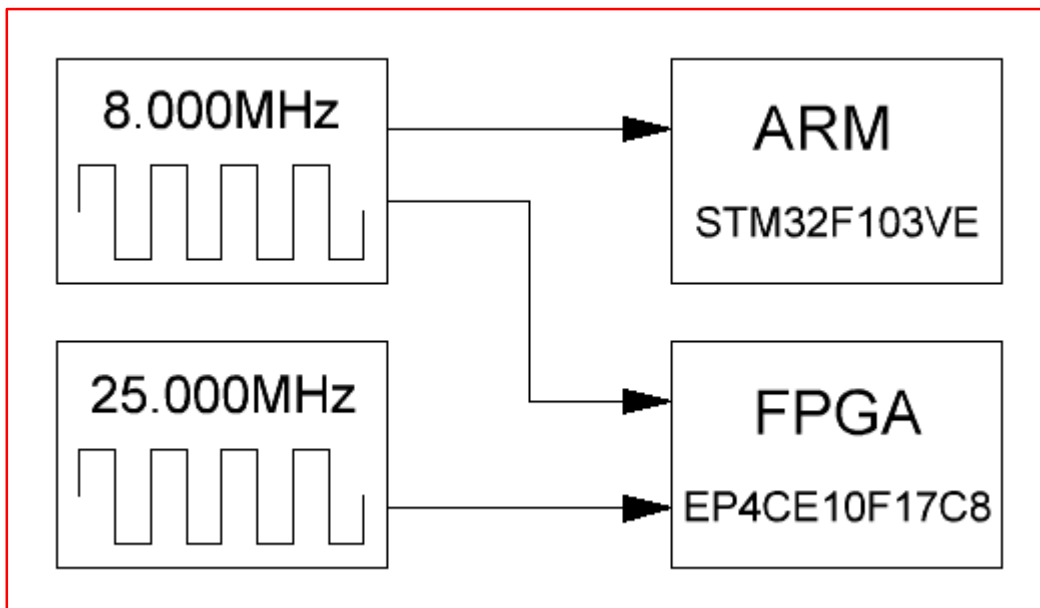 8.000MHz
ARM
STM32F103VE
25.000MHz
FPGA
EP4CE10F17C8